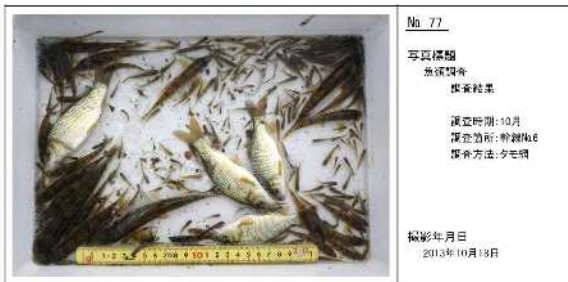 No. 77
写真標題
魚類調査
調査結果
調査時期:10月
調査箇所:幹線No.6
調査方法:タモ網
撮影年月日
2013年10月18日
10